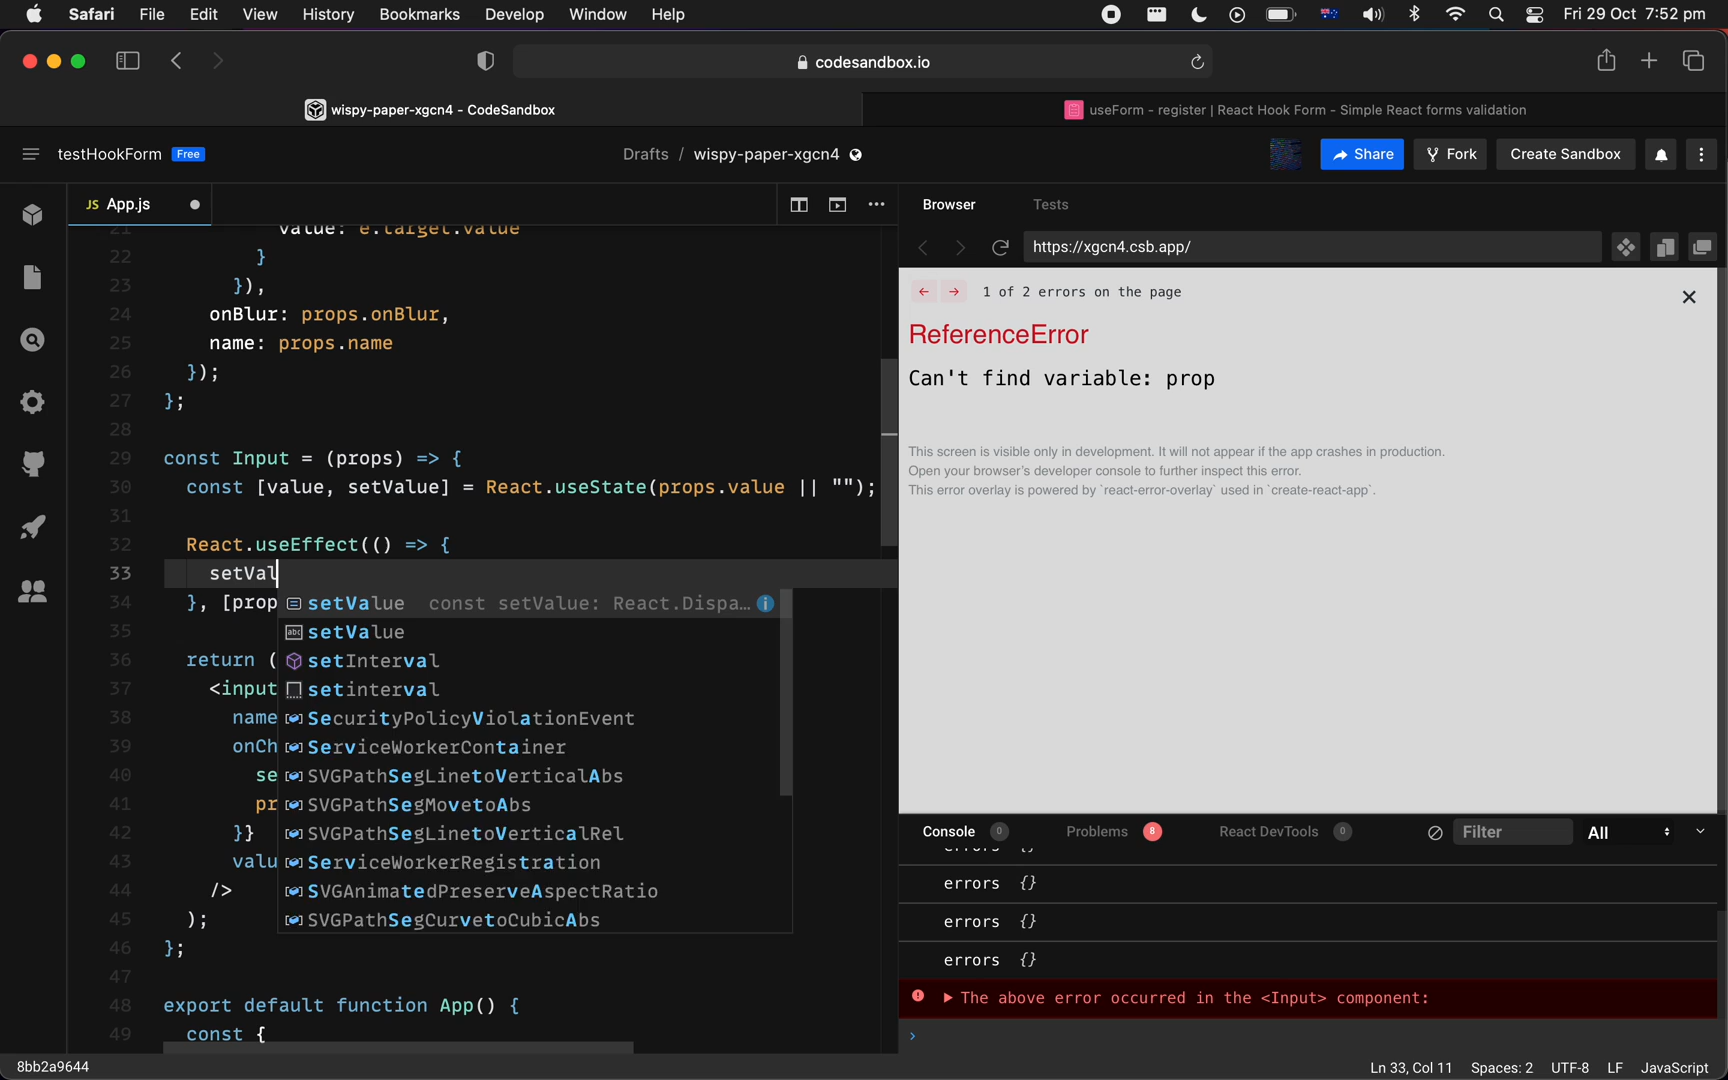 Safari File Edit View History Bookmarks Develop Window Help Fri 29 Oct 7:52 pm
codesandbox.io
wispy-paper-xgcn4 - CodeSandbox
useForm - register | React Hook Form - Simple React forms validation
testHookForm Free
Drafts / wispy-paper-xgcn4
Share Fork Create Sandbox
JS App.js
21 value: e.target.value
22 }
23 }),
24 onBlur: props.onBlur,
25 name: props.name
26 });
27 };
28
29 const Input = (props) => {
30 const [value, setValue] = React.useState(props.value || "");
31
32 React.useEffect(() => {
33 setVal
34 }, [prop
35
36 return (
37 <input
38 name
39 onCh
40 se
41 pr
42 }}
43 valu
44 />
45 );
46 };
47
48 export default function App() {
49 const {
setValue const setValue: React.Dispa…
abc setValue
setInterval
setinterval
SecurityPolicyViolationEvent
ServiceWorkerContainer
SVGPathSegLinetoVerticalAbs
SVGPathSegMovetoAbs
SVGPathSegLinetoVerticalRel
ServiceWorkerRegistration
SVGAnimatedPreserveAspectRatio
SVGPathSegCurvetoCubicAbs
Browser Tests
https://xgcn4.csb.app/
← → 1 of 2 errors on the page
ReferenceError
Can't find variable: prop
This screen is visible only in development. It will not appear if the app crashes in production.
Open your browser's developer console to further inspect this error.
This error overlay is powered by `react-error-overlay` used in `create-react-app`.
Console 0 Problems 8 React DevTools 0 Filter All
errors {}
errors {}
errors {}
errors {}
The above error occurred in the <Input> component:
8bb2a9644
Ln 33, Col 11 Spaces: 2 UTF-8 LF JavaScript